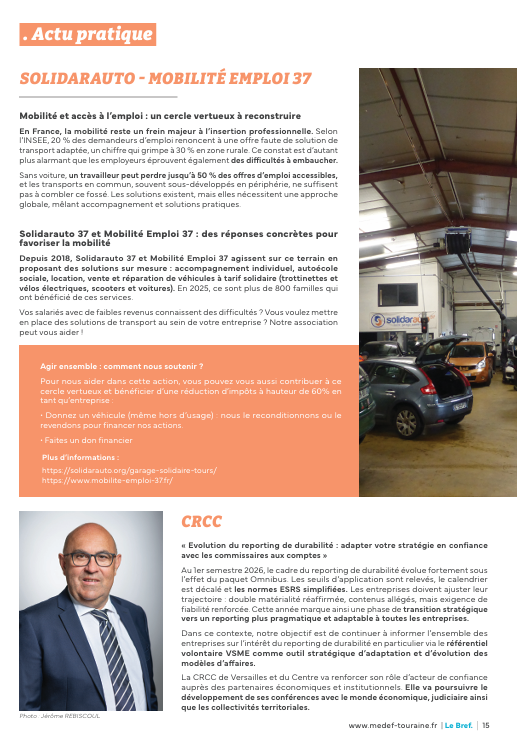 . Actu pratique
SOLIDARAUTO - MOBILITÉ EMPLOI 37
Mobilité et accès à l'emploi : un cercle vertueux à reconstruire
En France, la mobilité reste un frein majeur à l'insertion professionnelle. Selon
l'INSEE, 20 % des demandeurs d'emploi renoncent à une offre faute de solution de
transport adaptée, un chiffre qui grimpe à 30 % en zone rurale. Ce constat est d'autant
plus alarmant que les employeurs éprouvent également des difficultés à embaucher.
Sans voiture, un travailleur peut perdre jusqu'à 50 % des offres d'emploi accessibles,
et les transports en commun, souvent sous-développés en périphérie, ne suffisent
pas à combler ce fossé. Les solutions existent, mais elles nécessitent une approche
globale, mêlant accompagnement et solutions pratiques.
Solidarauto 37 et Mobilité Emploi 37 : des réponses concrètes pour
favoriser la mobilité
Depuis 2018, Solidarauto 37 et Mobilité Emploi 37 agissent sur ce terrain en
proposant des solutions sur mesure : accompagnement individuel, autoécole
sociale, location, vente et réparation de véhicules à tarif solidaire (trottinettes et
vélos électriques, scooters et voitures). En 2025, ce sont plus de 800 familles qui
ont bénéficié de ces services.
Vos salariés avec de faibles revenus connaissent des difficultés ? Vous voulez mettre
en place des solutions de transport au sein de votre entreprise ? Notre association
peut vous aider !
solidarauto
Agir ensemble : comment nous soutenir ?
Pour nous aider dans cette action, vous pouvez vous aussi contribuer à ce
cercle vertueux et bénéficier d'une réduction d'impôts à hauteur de 60% en
tant qu'entreprise :
• Donnez un véhicule (même hors d'usage) : nous le reconditionnons ou le
revendons pour financer nos actions.
• Faites un don financier
Plus d'informations :
https://solidarauto.org/garage-solidaire-tours/
https://www.mobilite-emploi-37.fr/
CRCC
« Evolution du reporting de durabilité : adapter votre stratégie en confiance
avec les commissaires aux comptes »
Au 1er semestre 2026, le cadre du reporting de durabilité évolue fortement sous
l'effet du paquet Omnibus. Les seuils d'application sont relevés, le calendrier
est décalé et les normes ESRS simplifiées. Les entreprises doivent ajuster leur
trajectoire : double matérialité réaffirmée, contenus allégés, mais exigence de
fiabilité renforcée. Cette année marque ainsi une phase de transition stratégique
vers un reporting plus pragmatique et adaptable à toutes les entreprises.
Dans ce contexte, notre objectif est de continuer à informer l'ensemble des
entreprises sur l'intérêt du reporting de durabilité en particulier via le référentiel
volontaire VSME comme outil stratégique d'adaptation et d'évolution des
modèles d'affaires.
La CRCC de Versailles et du Centre va renforcer son rôle d'acteur de confiance
auprès des partenaires économiques et institutionnels. Elle va poursuivre le
développement de ses conférences avec le monde économique, judiciaire ainsi
que les collectivités territoriales.
Photo : Jérôme REBISCOUL
www.medef-touraine.fr | Le Bref. | 15